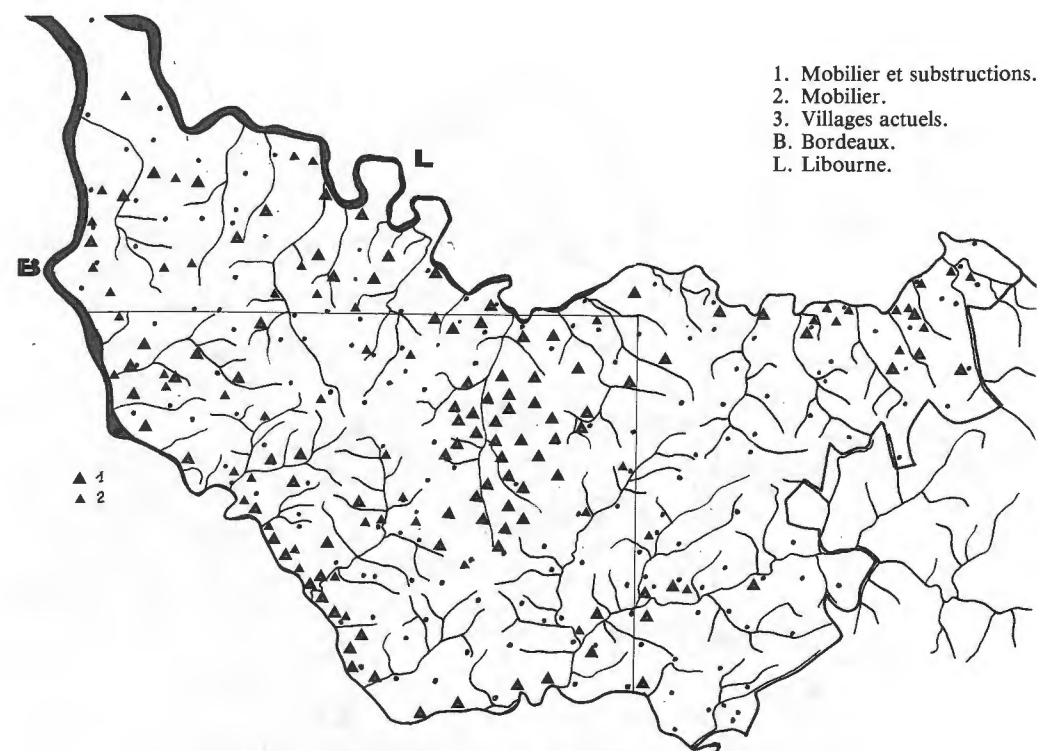 1. Mobilier et substructions.
2. Mobilier.
3. Villages actuels.
B. Bordeaux.
L. Libourne.
L
B
1
2